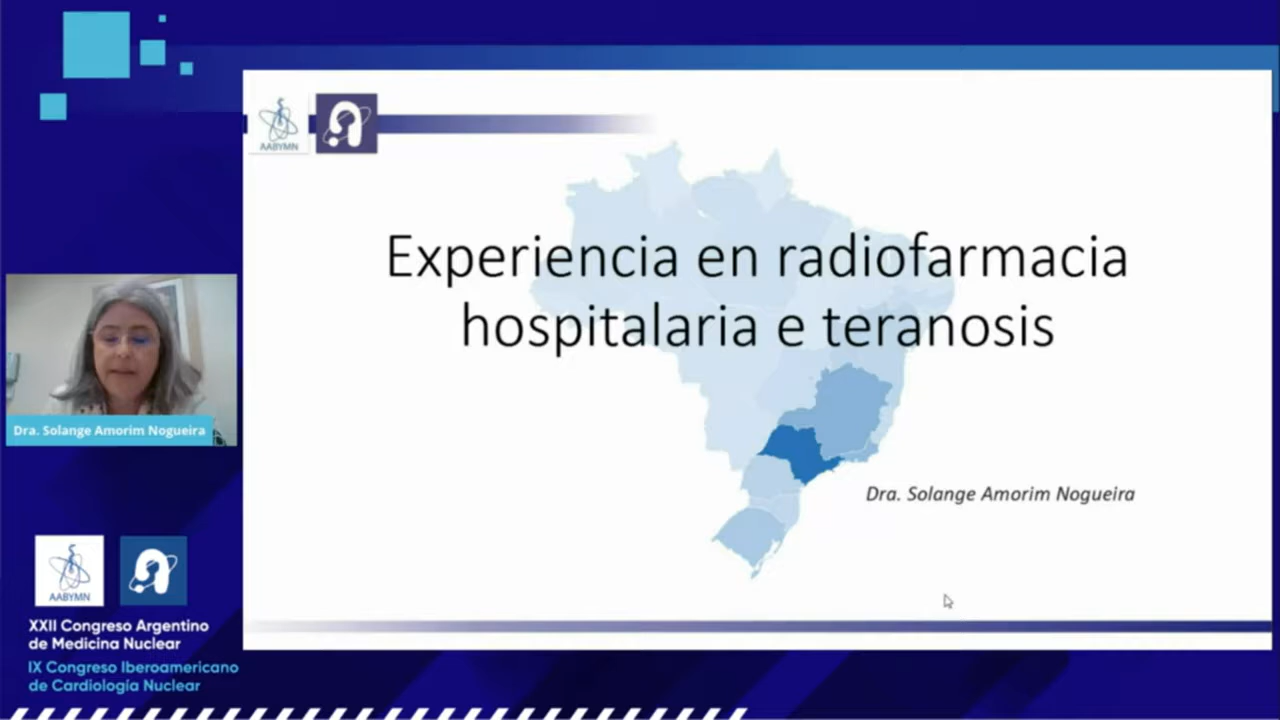 AABYMN
Experiencia en radiofarmacia
hospitalaria e teranosis
Dra. Solange Amorim Nogueira
Dra. Solange Amorim Nogueira
AABYMN
XXII Congreso Argentino
de Medicina Nuclear
IX Congreso Iberoamericano
de Cardiología Nuclear